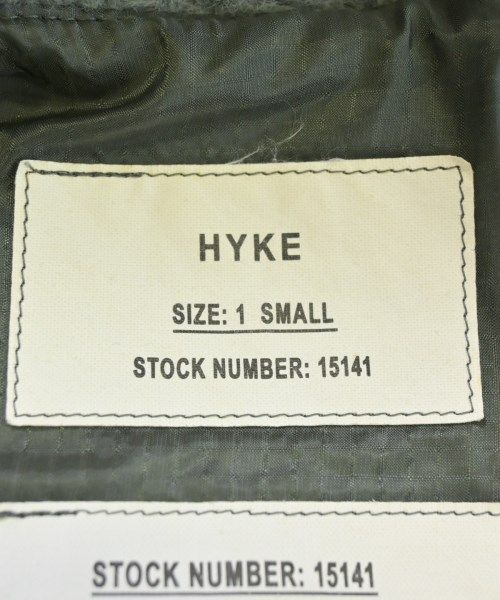 HYKE
SIZE: 1 SMALL
STOCK NUMBER: 15141
STOCK NUMBER: 15141